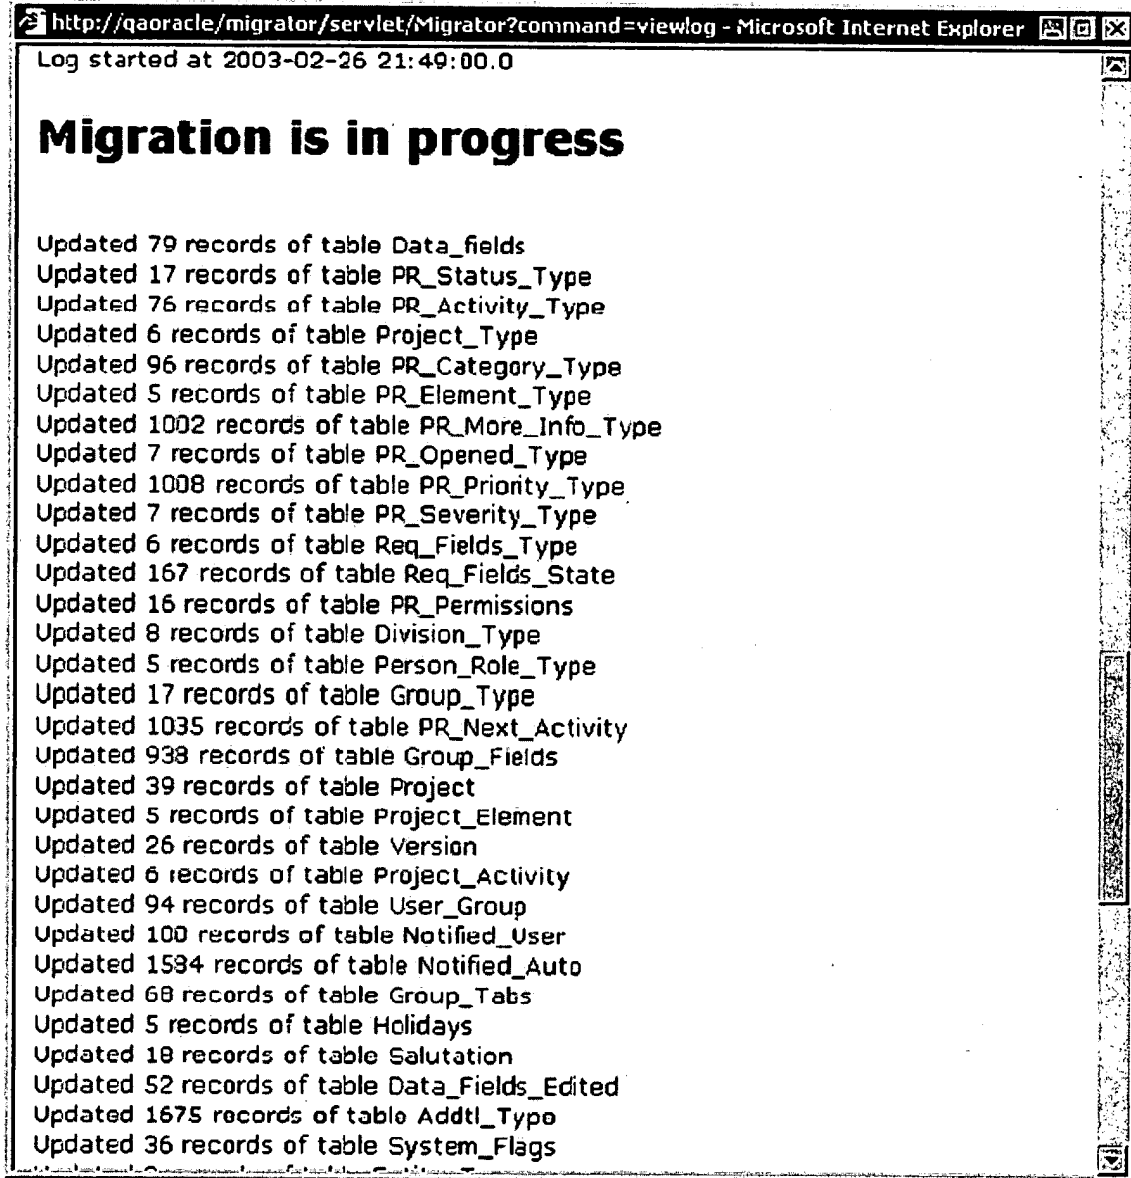 http://qaoracle/migrator/servlet/Migrator?command=viewlog - Microsoft Internet Explorer
Log started at 2003-02-26 21:49:00.0
Migration is in progress
Updated 79 records of table Data_fields
Updated 17 records of table PR_Status_Type
Updated 76 records of table PR_Activity_Type
Updated 6 records of table Project_Type
Updated 96 records of table PR_Category_Type
Updated 5 records of table PR_Element_Type
Updated 1002 records of table PR_More_Info_Type
Updated 7 records of table PR_Opened_Type
Updated 1008 records of table PR_Priority_Type
Updated 7 records of table PR_Severity_Type
Updated 6 records of table Req_Fields_Type
Updated 167 records of table Req_Fields_State
Updated 16 records of table PR_Permissions
Updated 8 records of table Division_Type
Updated 5 records of table Person_Role_Type
Updated 17 records of table Group_Type
Updated 1035 records of table PR_Next_Activity
Updated 938 records of table Group_Fields
Updated 39 records of table Project
Updated 5 records of table Project_Element
Updated 26 records of table Version
Updated 6 records of table Project_Activity
Updated 94 records of table User_Group
Updated 100 records of table Notified_User
Updated 1584 records of table Notified_Auto
Updated 68 records of table Group_Tabs
Updated 5 records of table Holidays
Updated 18 records of table Salutation
Updated 52 records of table Data_Fields_Edited
Updated 1675 records of table Addtl_Type
Updated 36 records of table System_Flags